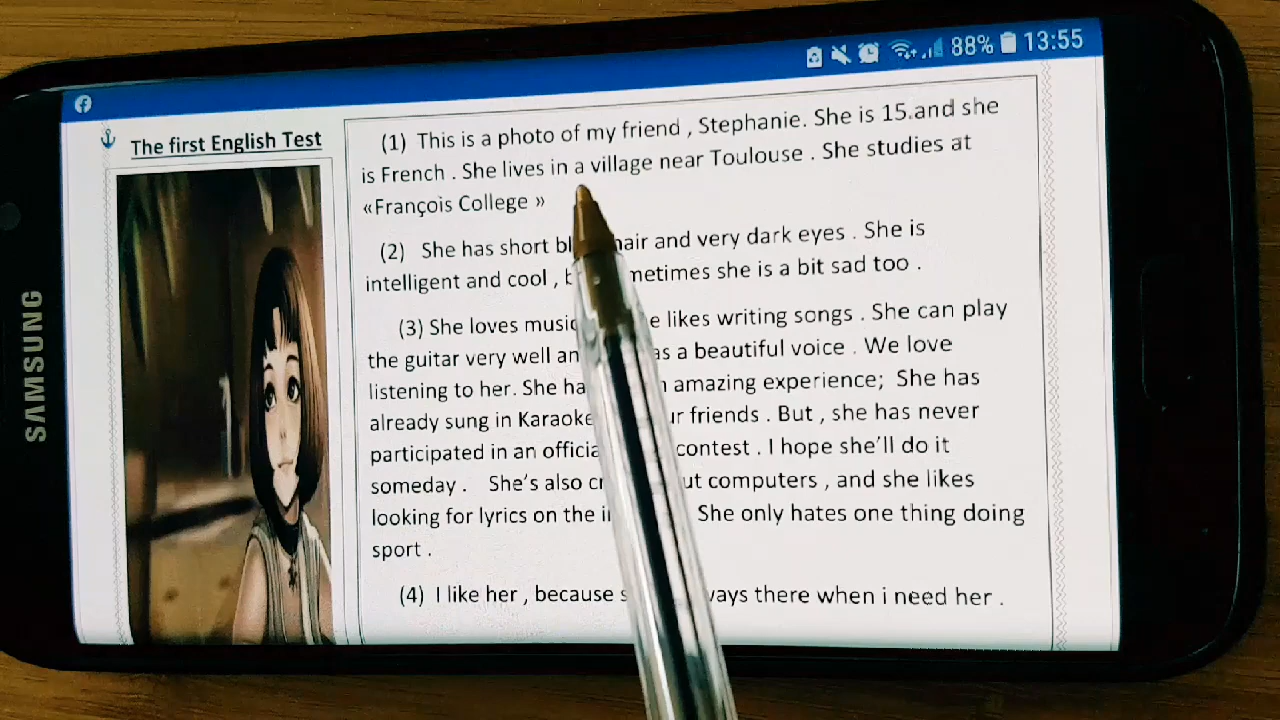 SAMSUNG
88% 13:55
The first English Test
(1) This is a photo of my friend , Stephanie. She is 15.and she
is French . She lives in a village near Toulouse . She studies at
«François College »
(2) She has short hair and very dark eyes . She is
intelligent and cool , sometimes she is a bit sad too .
(3) She loves music likes writing songs . She can play
the guitar very well a beautiful voice . We love
listening to her. She amazing experience; She has
already sung in Karaoke friends . But , she has never
participated in an contest . I hope she'll do it
someday . She's also computers , and she likes
looking for lyrics on the She only hates one thing doing
sport .
(4) I like her , because there when i need her .